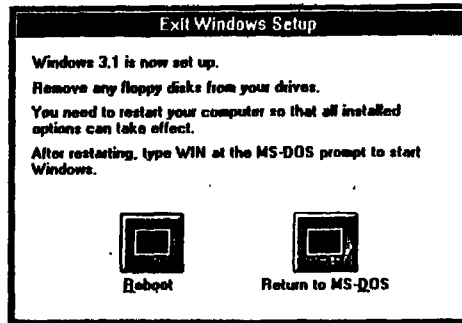 Exit Windows Setup
Windows 3.1 is now set up.
Remove any floppy disks from your drives.
You need to restart your computer so that all installed
options can take effect.
After restarting, type WIN at the MS-DOS prompt to start
Windows.
Reboot Return to MS-DOS